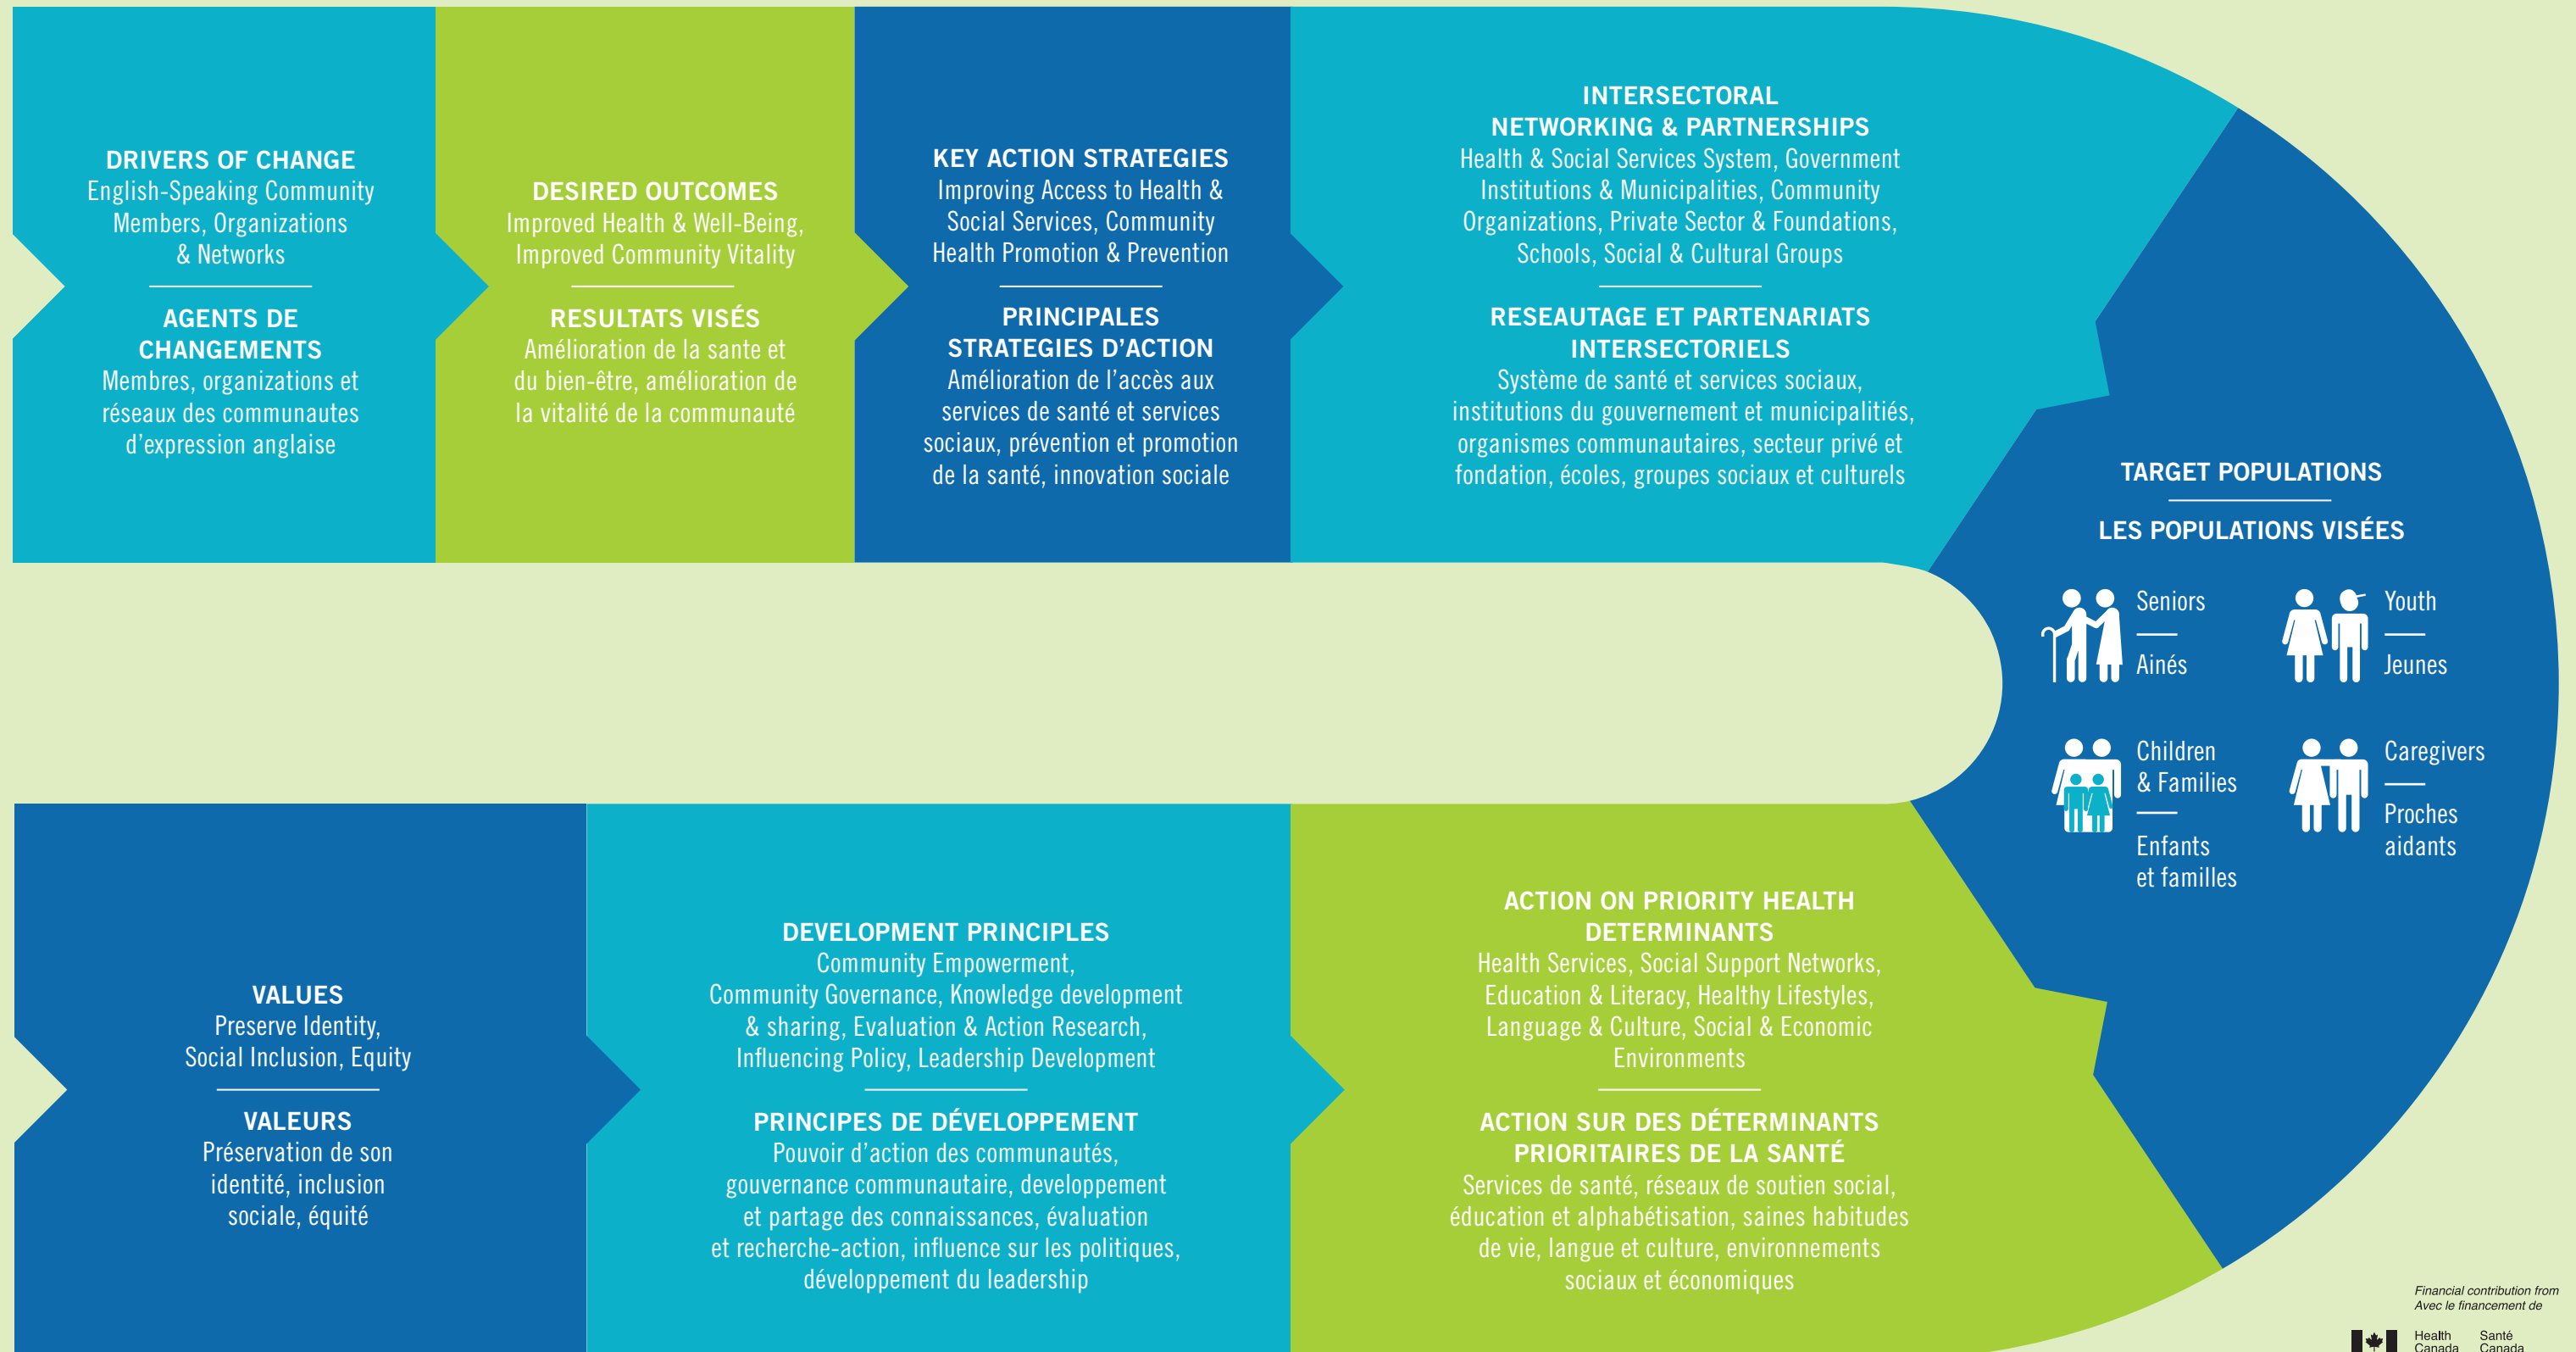 DRIVERS OF CHANGE
English-Speaking Community
Members, Organizations
& Networks
AGENTS DE
CHANGEMENTS
Membres, organizations et
réseaux des communautes
d'expression anglaise
DESIRED OUTCOMES
Improved Health & Well-Being,
Improved Community Vitality
RESULTATS VISÉS
Amélioration de la sante et
du bien-être, amélioration de
la vitalité de la communauté
KEY ACTION STRATEGIES
Improving Access to Health &
Social Services, Community
Health Promotion & Prevention
PRINCIPALES
STRATEGIES D'ACTION
Amélioration de l'accès aux
services de santé et services
sociaux, prévention et promotion
de la santé, innovation sociale
INTERSECTORAL
NETWORKING & PARTNERSHIPS
Health & Social Services System, Government
Institutions & Municipalities, Community
Organizations, Private Sector & Foundations,
Schools, Social & Cultural Groups
RESEAUTAGE ET PARTENARIATS
INTERSECTORIELS
Système de santé et services sociaux,
institutions du gouvernement et municipalitiés,
organismes communautaires, secteur privé et
fondation, écoles, groupes sociaux et culturels
TARGET POPULATIONS
LES POPULATIONS VISÉES
Seniors
Ainés
Youth
Jeunes
Children
& Families
Enfants
et familles
Caregivers
Proches
aidants
VALUES
Preserve Identity,
Social Inclusion, Equity
VALEURS
Préservation de son
identité, inclusion
sociale, équité
DEVELOPMENT PRINCIPLES
Community Empowerment,
Community Governance, Knowledge development
& sharing, Evaluation & Action Research,
Influencing Policy, Leadership Development
PRINCIPES DE DÉVELOPPEMENT
Pouvoir d'action des communautés,
gouvernance communautaire, developpement
et partage des connaissances, évaluation
et recherche-action, influence sur les politiques,
développement du leadership
ACTION ON PRIORITY HEALTH
DETERMINANTS
Health Services, Social Support Networks,
Education & Literacy, Healthy Lifestyles,
Language & Culture, Social & Economic
Environments
ACTION SUR DES DÉTERMINANTS
PRIORITAIRES DE LA SANTÉ
Services de santé, réseaux de soutien social,
éducation et alphabétisation, saines habitudes
de vie, langue et culture, environnements
sociaux et économiques
Financial contribution from
Avec le financement de
Health Santé
Canada Canada